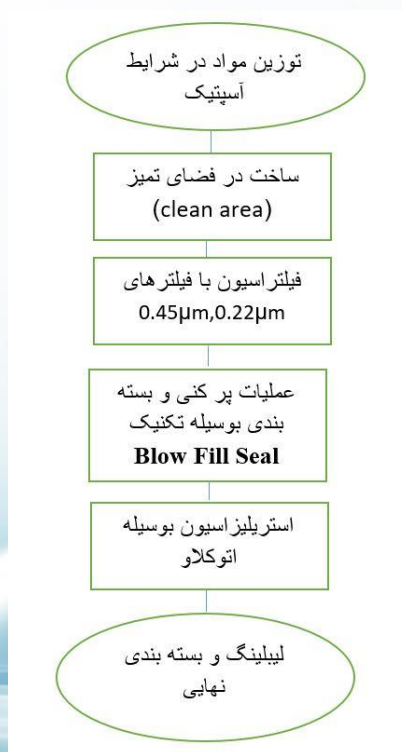 توزین مواد در شرایط
آسپتیک
ساخت در فضای تمیز
(clean area)
فیلتراسیون با فیلترهای
0.45µm,0.22µm
عملیات پر کنی و بسته
بندی بوسیله تکنیک
Blow Fill Seal
استریلیزاسیون بوسیله
اتوکلاو
لیبلینگ و بسته بندی
نهایی